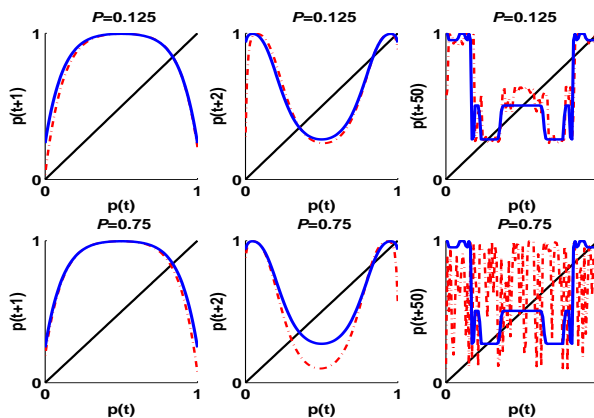 P=0.125 P=0.125 P=0.125
1 1 1
p(t+1) p(t+2) p(t+50)
0 0 0
0 1 0 1 0
p(t) p(t) p(t)
P=0.75 P=0.75 P=0.75
1 1 1
p(t+1) p(t+2) p(t+50)
0 0 0
0 1 0 1 0
p(t) p(t) p(t)